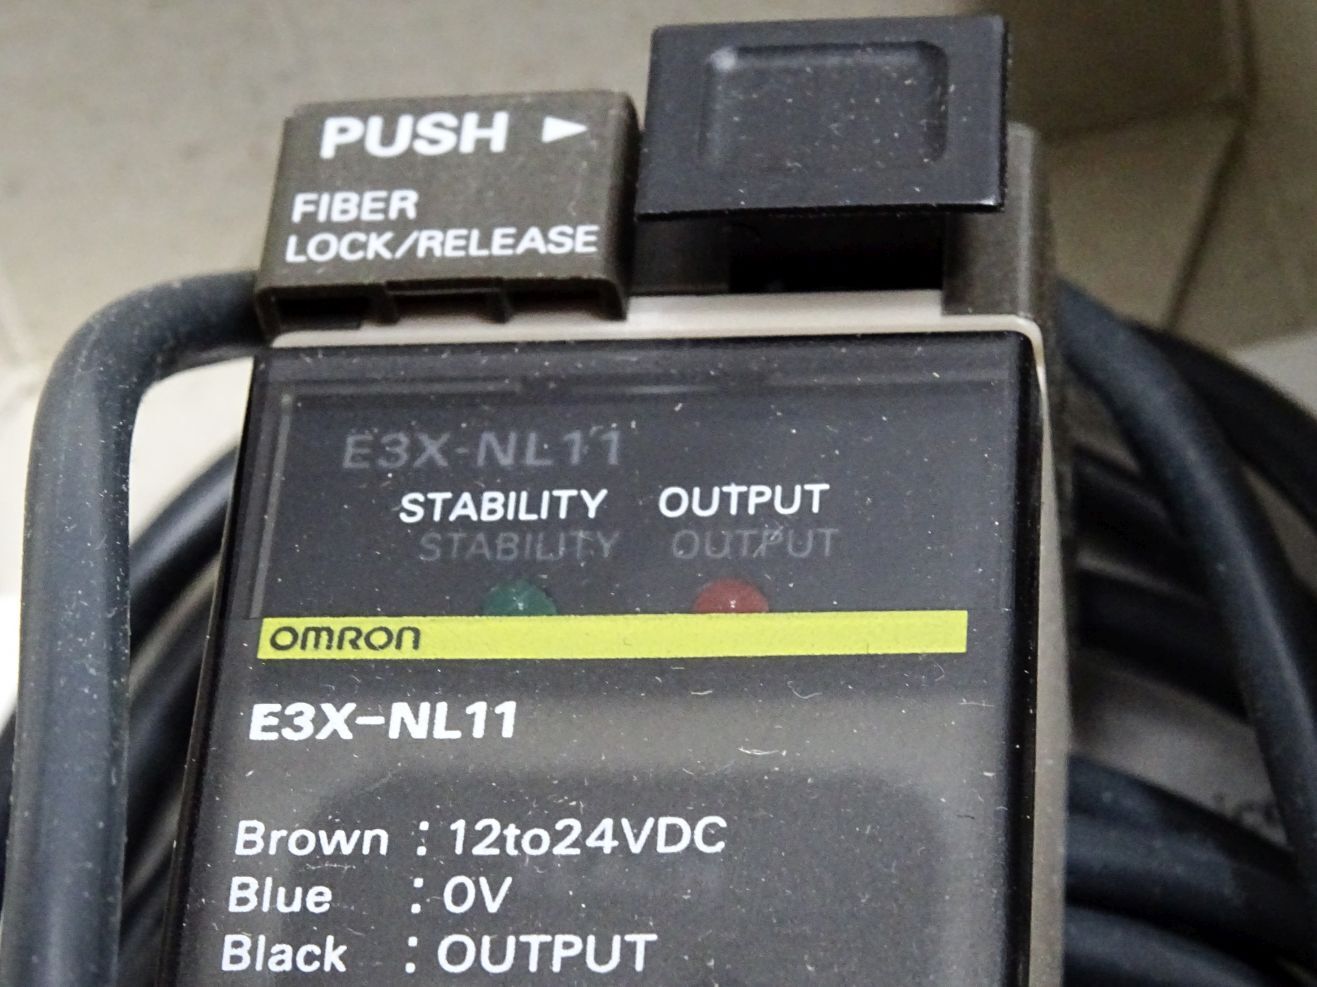 PUSH ►
FIBER
LOCK/RELEASE
E3X-NL11
STABILITY OUTPUT
STABILITY OUTPUT
OMRON
E3X-NL11
Brown : 12to24VDC
Blue : 0V
Black : OUTPUT